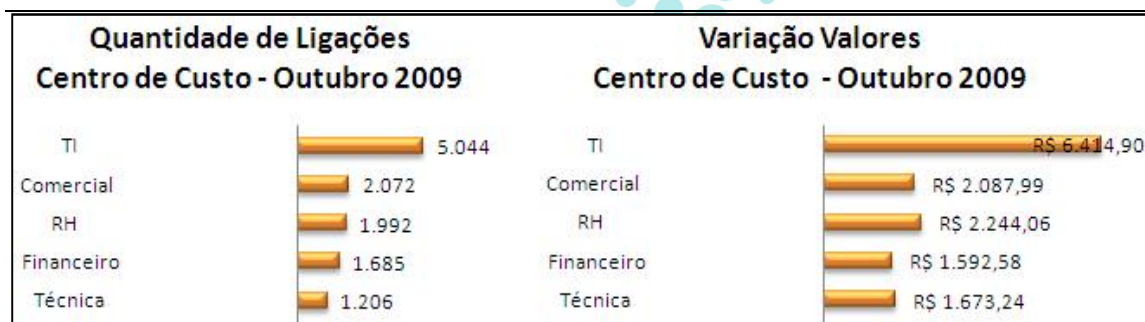 Quantidade de Ligações
Centro de Custo - Outubro 2009
TI 5.044
Comercial 2.072
RH 1.992
Financeiro 1.685
Técnica 1.206
Variação Valores
Centro de Custo - Outubro 2009
TI R$ 6.414,90
Comercial R$ 2.087,99
RH R$ 2.244,06
Financeiro R$ 1.592,58
Técnica R$ 1.673,24